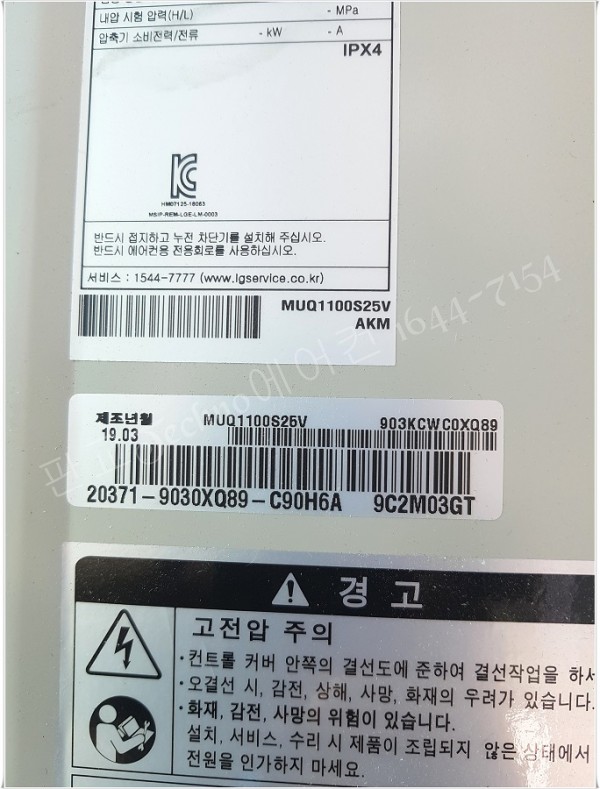 내압 시험 압력(H/L) - MPa
압축기 소비전력/전류 - kW - A
IPX4
MSIP-REM-LGE-LM-0003
반드시 접지하고 누전 차단기를 설치해 주십시오.
반드시 에어컨용 전용회로를 사용하십시오.
서비스 : 1544-7777 (www.lgservice.co.kr)
MUQ1100S25V
AKM
제조년월 MUQ1100S25V 903KCWC0XQ89
19.03
20371-9030XQ89-C90H6A 9C2M03GT
경고
고전압 주의
·컨트롤 커버 안쪽의 결선도에 준하여 결선작업을 하서
·오결선 시, 감전, 상해, 사망, 화재의 우려가 있습니다.
·화재, 감전, 사망의 위험이 있습니다.
설치, 서비스, 수리 시 제품이 조립되지 않은 상태에서
전원을 인가하지 마세요.
에어컨 1644-7154